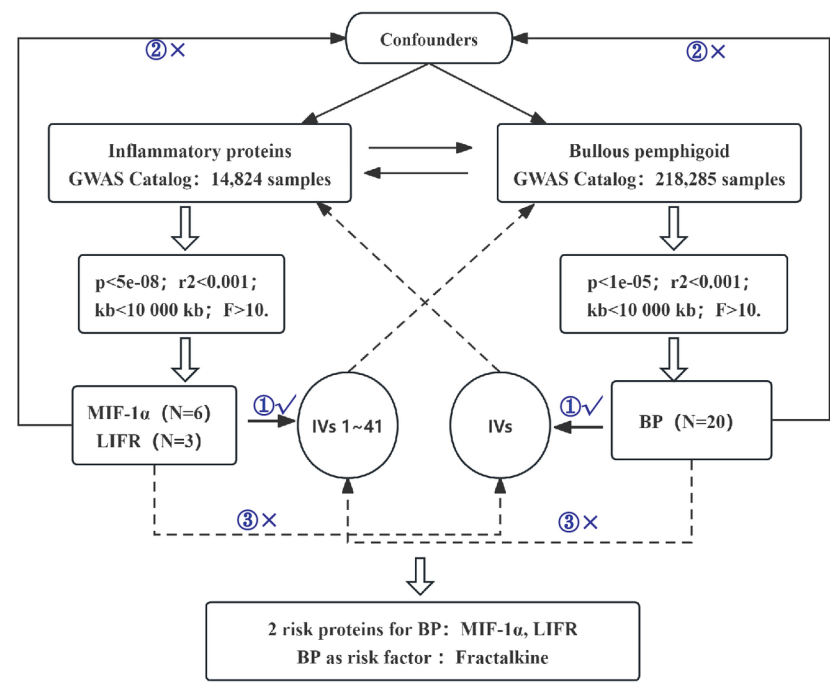 Confounders
②×
②×
Inflammatory proteins
GWAS Catalog：14,824 samples
Bullous pemphigoid
GWAS Catalog：218,285 samples
p<5e-08；r2<0.001；
kb<10 000 kb；F>10.
p<1e-05；r2<0.001；
kb<10 000 kb；F>10.
MIF-1α（N=6）
LIFR（N=3）
①√
IVs 1~41
IVs
①√
BP（N=20）
③×
③×
2 risk proteins for BP：MIF-1α, LIFR
BP as risk factor：Fractalkine